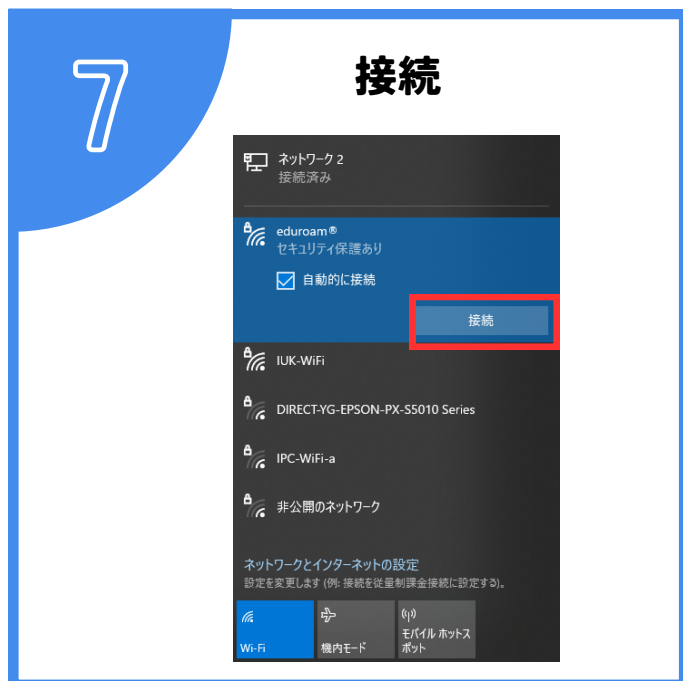 7
接続
ネットワーク 2
接続済み
eduroam®
セキュリティ保護あり
自動的に接続
接続
IUK-WiFi
DIRECT-YG-EPSON-PX-S5010 Series
IPC-WiFi-a
非公開のネットワーク
ネットワークとインターネットの設定
設定を変更します (例: 接続を従量制課金接続に設定する)。
Wi-Fi
機内モード
モバイル ホットス
ポット